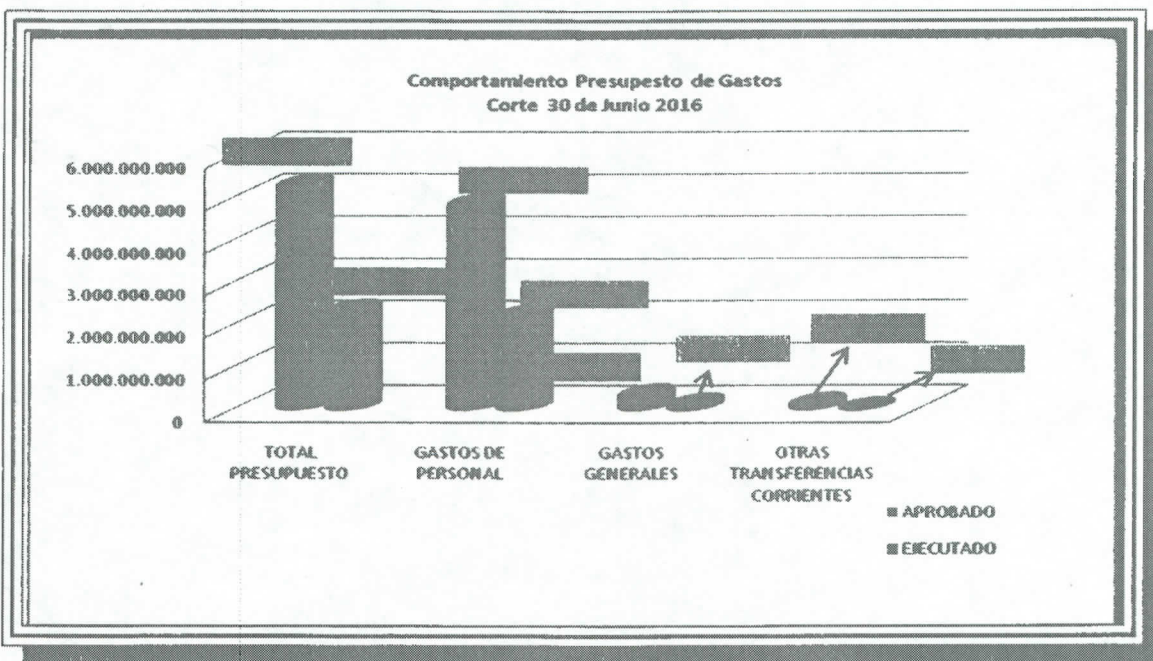 Comportamiento Presupesto de Gastos
Corte 30 de Junio 2016
6.000.000.000
5.000.000.000
4.000.000.000
3.000.000.000
2.000.000.000
1.000.000.000
0
TOTAL
PRESUPUESTO
GASTOS DE
PERSONAL
GASTOS
GENERALES
OTRAS
TRANSFERENCIAS
CORRIENTES
APROBADO
EJECUTADO